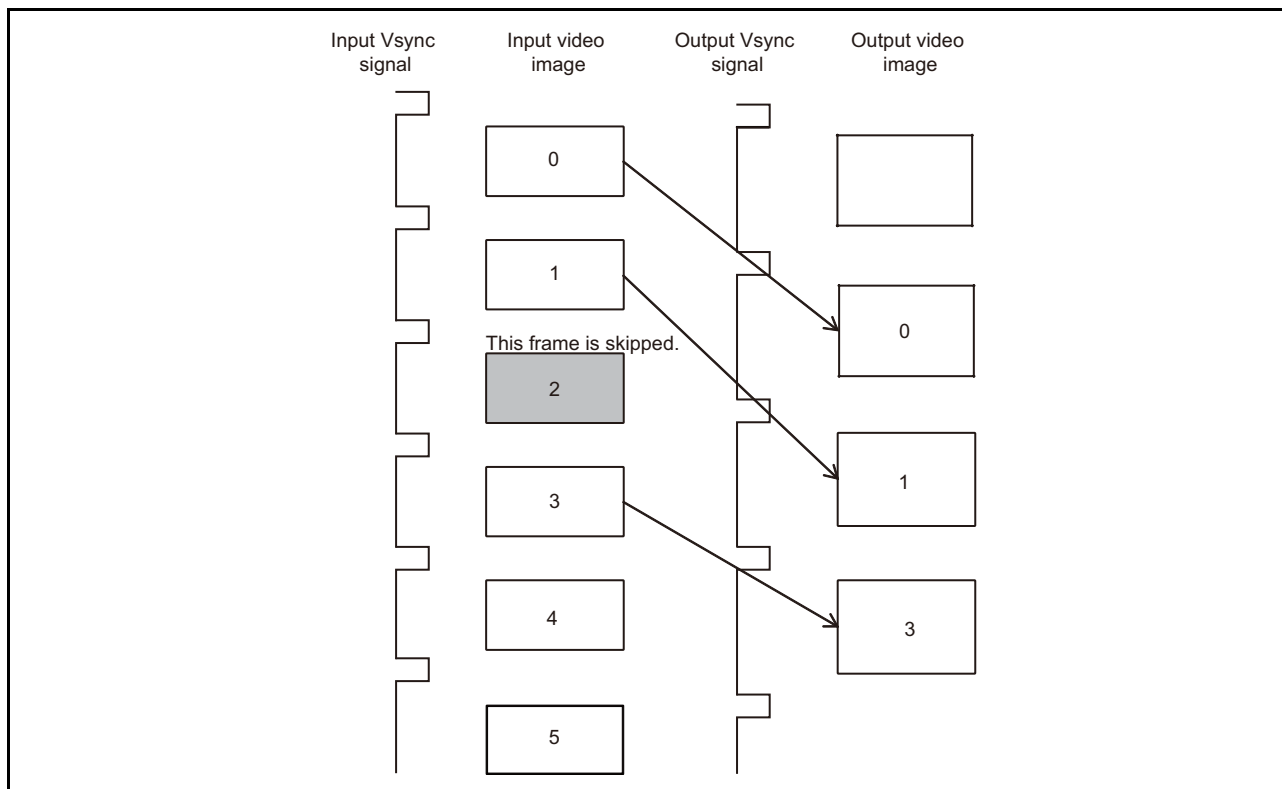 Input Vsync
signal
Input video
image
Output Vsync
signal
Output video
image
0
1
This frame is skipped.
2
3
4
5
0
1
3